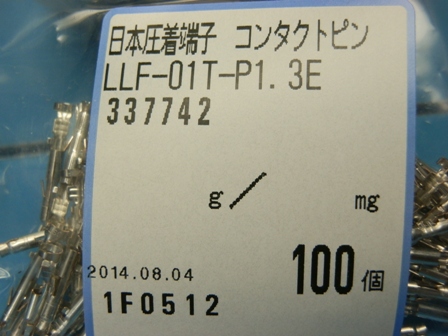 日本圧着端子 コンタクトピン
LLF-01T-P1.3E
337742
g／ mg
2014.08.04 100個
1F0512